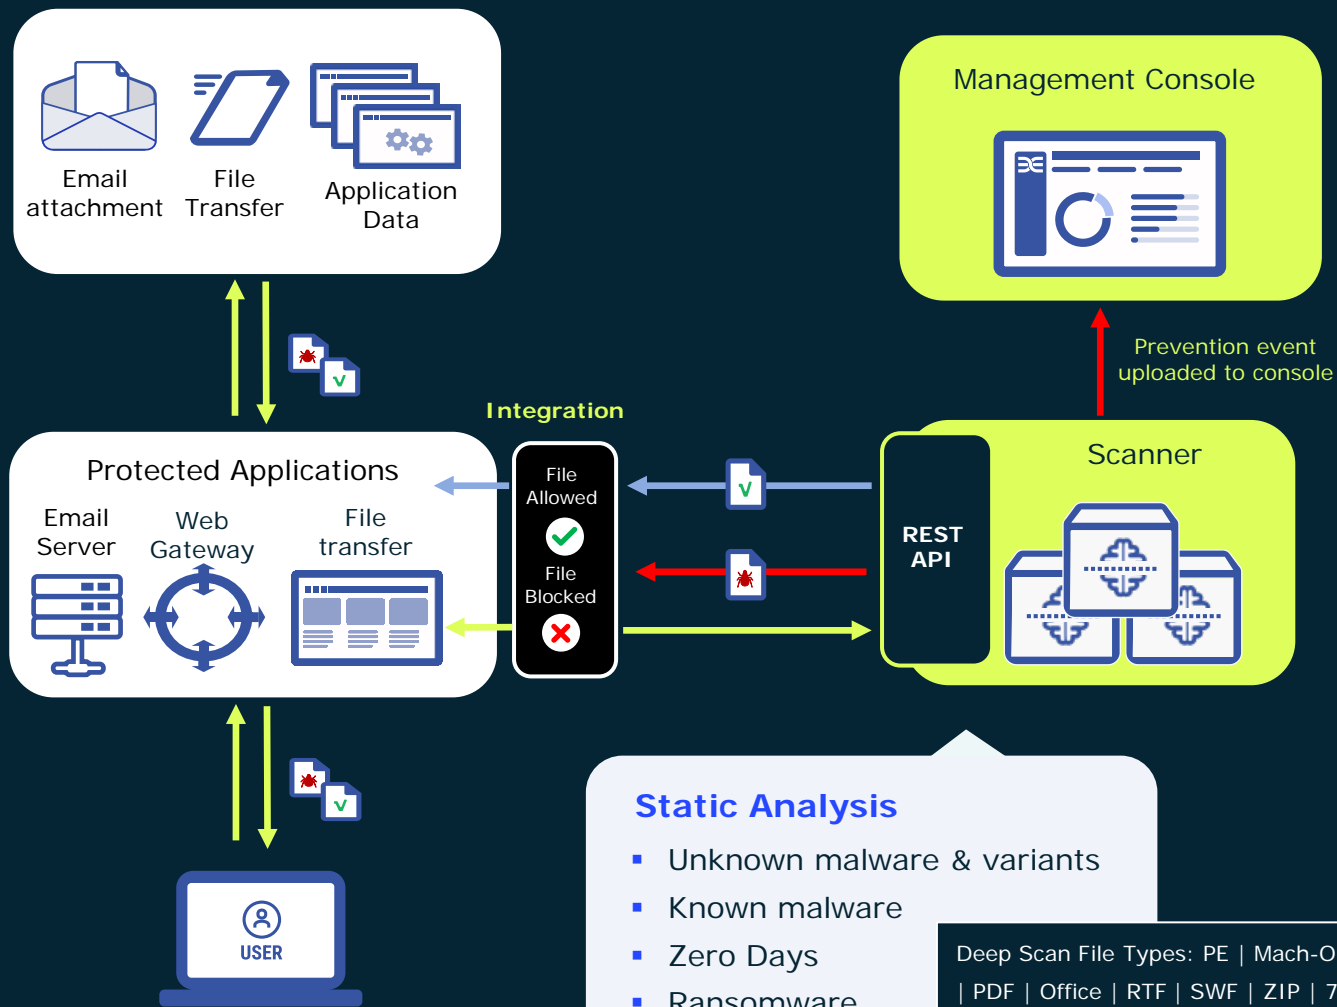 Email
attachment
File
Transfer
Application
Data
Management Console
Prevention event
uploaded to console
Integration
Protected Applications
Email
Server
Web
Gateway
File
transfer
File
Allowed
File
Blocked
REST
API
Scanner
USER
Static Analysis
▪ Unknown malware & variants
▪ Known malware
▪ Zero Days
▪ Ransomware
Deep Scan File Types: PE | Mach-O
| PDF | Office | RTF | SWF | ZIP | 7